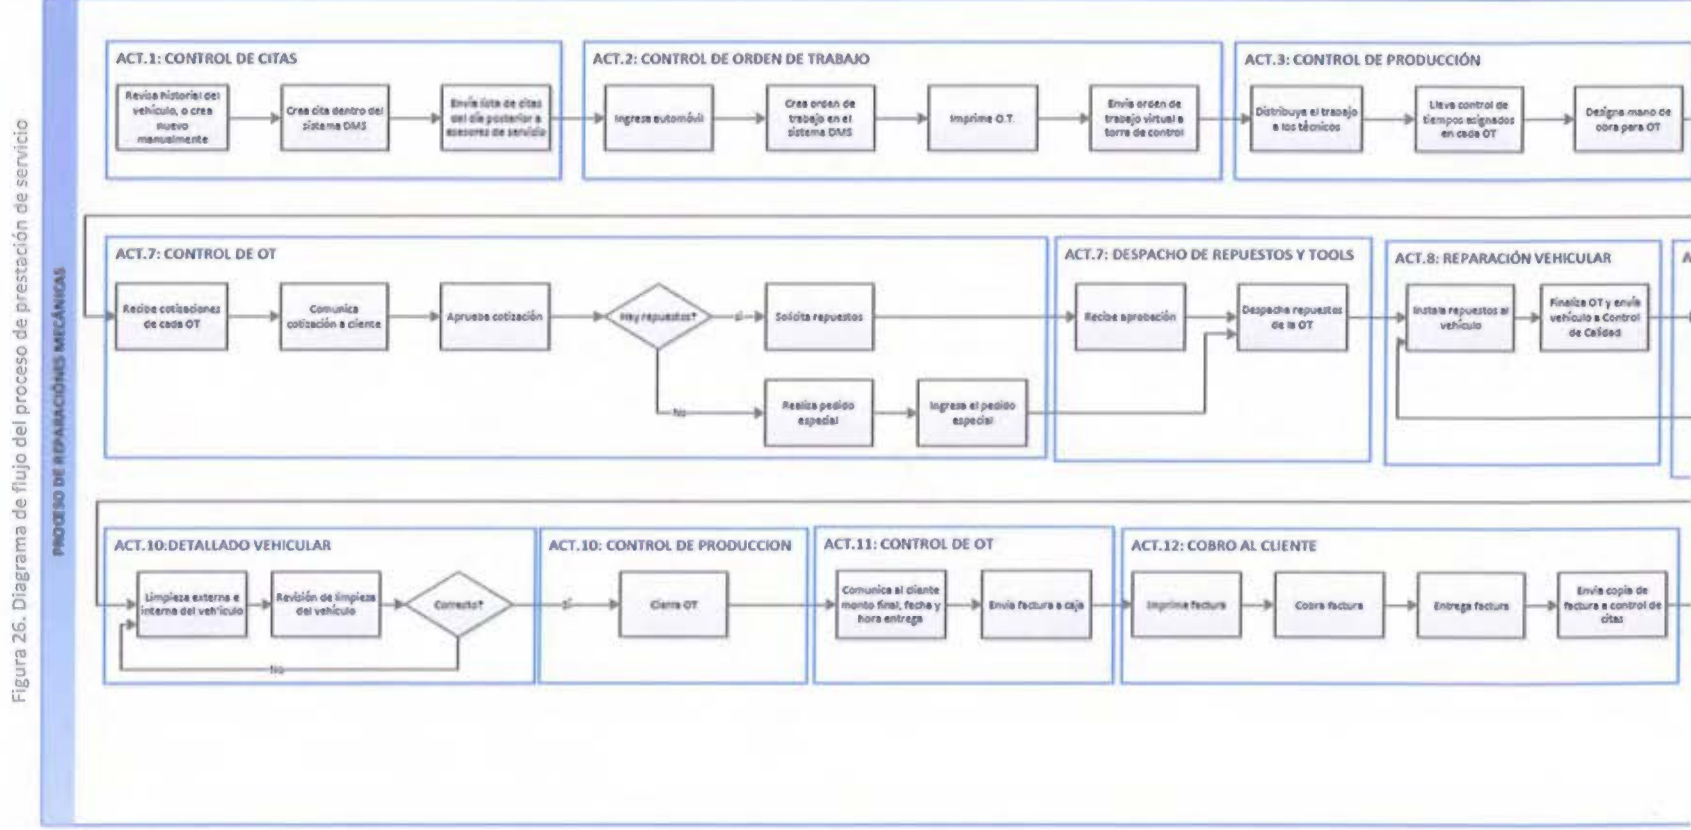 Figura 26. Diagrama de flujo del proceso de prestación de servicio
PROCESO DE REPARACIONES MECÁNICAS
ACT.1: CONTROL DE CITAS
Revisa historial del
vehículo, o crea
nuevo
manualmente
Crea cita dentro del
sistema DMS
Envía lista de citas
del día posterior a
asesores de servicio
ACT.2: CONTROL DE ORDEN DE TRABAJO
Ingresa automóvil
Crea orden de
trabajo en el
sistema DMS
Imprime O.T.
Envía orden de
trabajo virtual a
torre de control
ACT.3: CONTROL DE PRODUCCIÓN
Distribuye el trabajo
a los técnicos
Lleva control de
tiempos asignados
en cada OT
Designa mano de
obra para OT
ACT.7: CONTROL DE OT
Recibe cotizaciones
de cada OT
Comunica
cotización a cliente
Aprueba cotización
Hay repuestos?
sí
Solicita repuestos
No
Realiza pedido
especial
Ingresa el pedido
especial
ACT.7: DESPACHO DE REPUESTOS Y TOOLS
Recibe aprobación
Despacha repuestos
de la OT
ACT.8: REPARACIÓN VEHICULAR
Instala repuestos al
vehículo
Finaliza OT y envía
vehículo a Control
de Calidad
A
ACT.10:DETALLADO VEHICULAR
Limpieza externa e
interna del vehículo
Revisión de limpieza
del vehículo
Correcto?
sí
No
ACT.10: CONTROL DE PRODUCCION
Cierra OT
ACT.11: CONTROL DE OT
Comunica al cliente
monto final, fecha y
hora entrega
Envía factura a caja
ACT.12: COBRO AL CLIENTE
Imprime factura
Cobra factura
Entrega factura
Envía copia de
factura a control de
citas